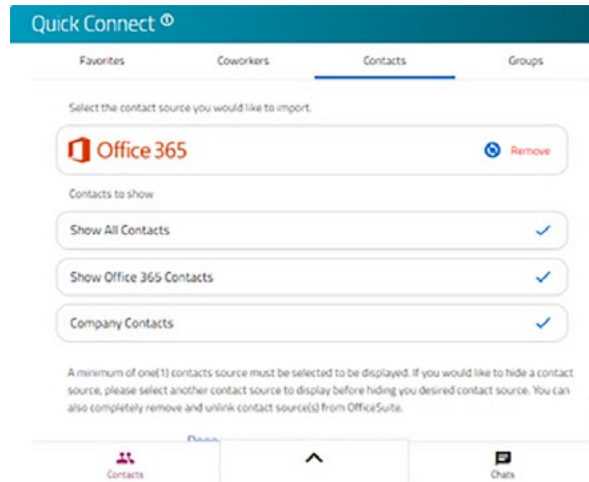 Quick Connect
Favorites Coworkers Contacts Groups
Select the contact source you would like to import.
Office 365 Remove
Contacts to show
Show All Contacts
Show Office 365 Contacts
Company Contacts
A minimum of one(1) contacts source must be selected to be displayed. If you would like to hide a contact
source, please select another contact source to display before hiding you desired contact source. You can
also completely remove and unlink contact source(s) from OfficeSuite.
Done
Contacts Chats